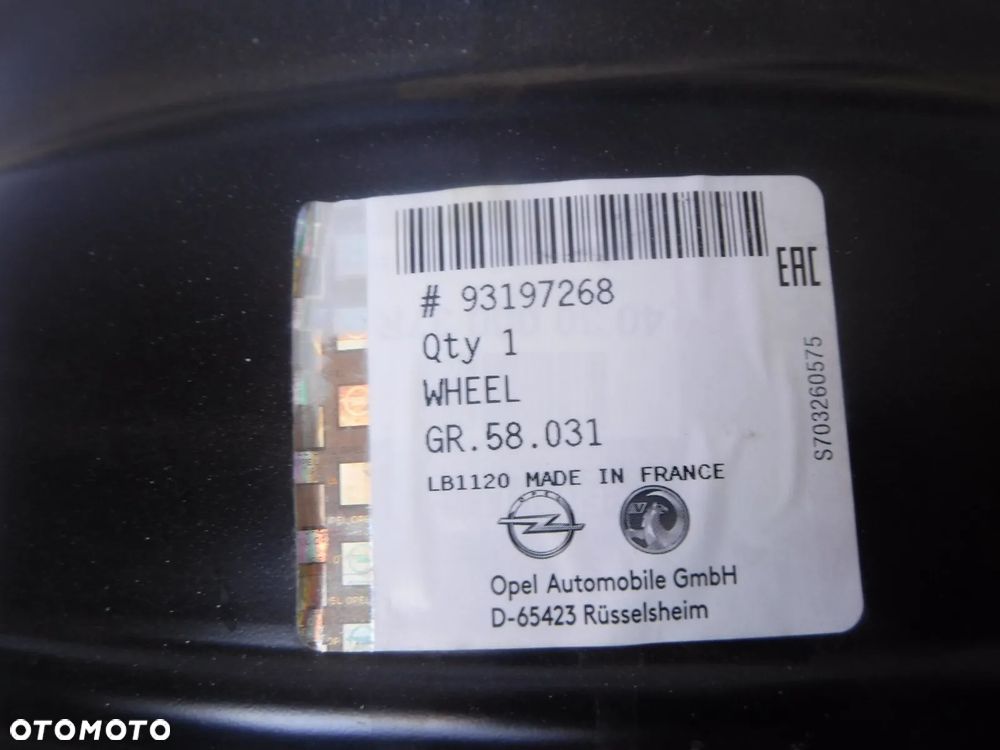 # 93197268
EAC
Qty 1
WHEEL
GR.58.031
S703260575
LB1120 MADE IN FRANCE
OPEL
V
Opel Automobile GmbH
D-65423 Rüsselsheim
OTOMOTO